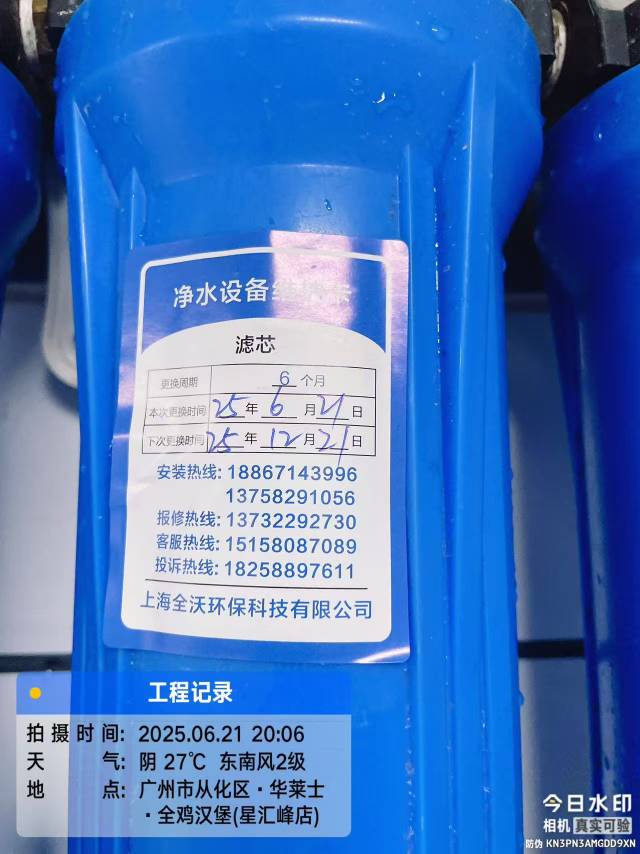 净水设备维护卡
滤芯
更换周期 6 个月
本次更换时间 25 年 6 月 21 日
下次更换时间 25 年 12 月 21 日
安装热线: 18867143996
13758291056
报修热线: 13732292730
客服热线: 15158087089
投诉热线: 18258897611
上海全沃环保科技有限公司
工程记录
拍摄时间: 2025.06.21 20:06
天气: 阴 27℃ 东南风2级
地点: 广州市从化区·华莱士
·全鸡汉堡(星汇峰店)
今日水印
相机 真实可验
防伪 KN3PN3AMGDD9XN